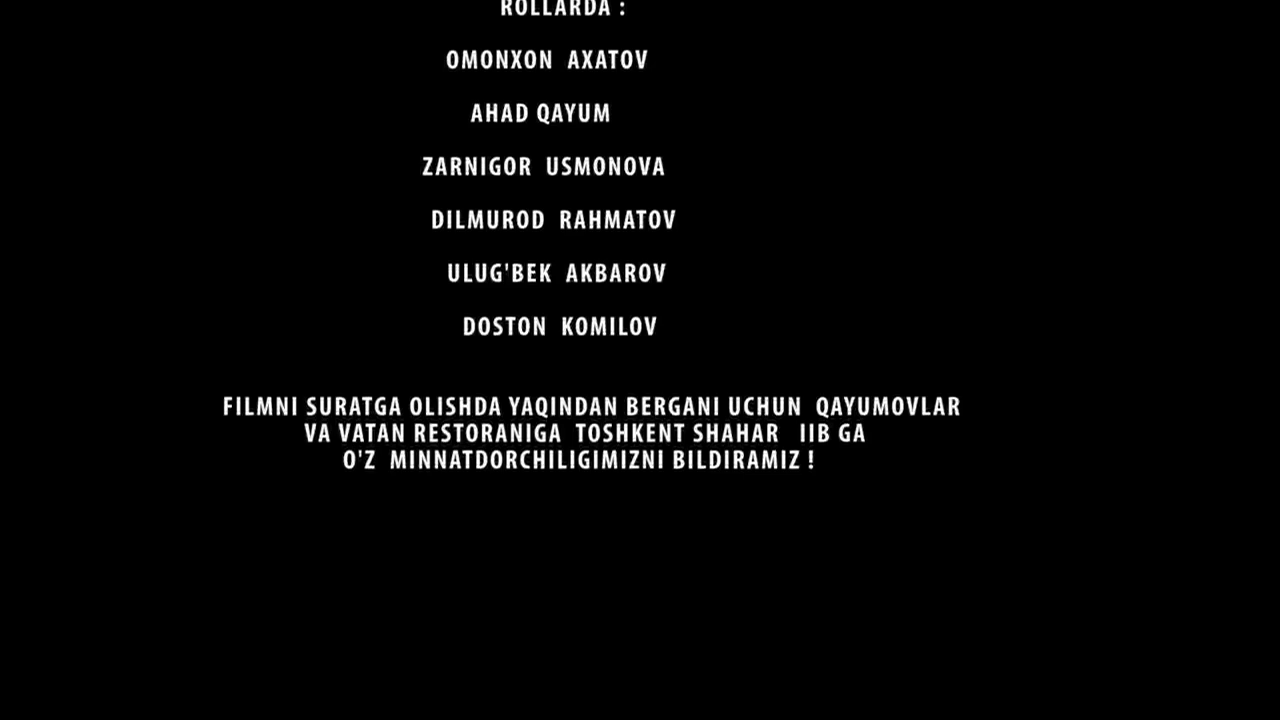 ROLLARDA :
OMONXON AXATOV
AHAD QAYUM
ZARNIGOR USMONOVA
DILMUROD RAHMATOV
ULUG'BEK AKBAROV
DOSTON KOMILOV
FILMNI SURATGA OLISHDA YAQINDAN BERGANI UCHUN QAYUMOVLAR
VA VATAN RESTORANIGA TOSHKENT SHAHAR IIB GA
O'Z MINNATDORCHILIGIMIZNI BILDIRAMIZ !